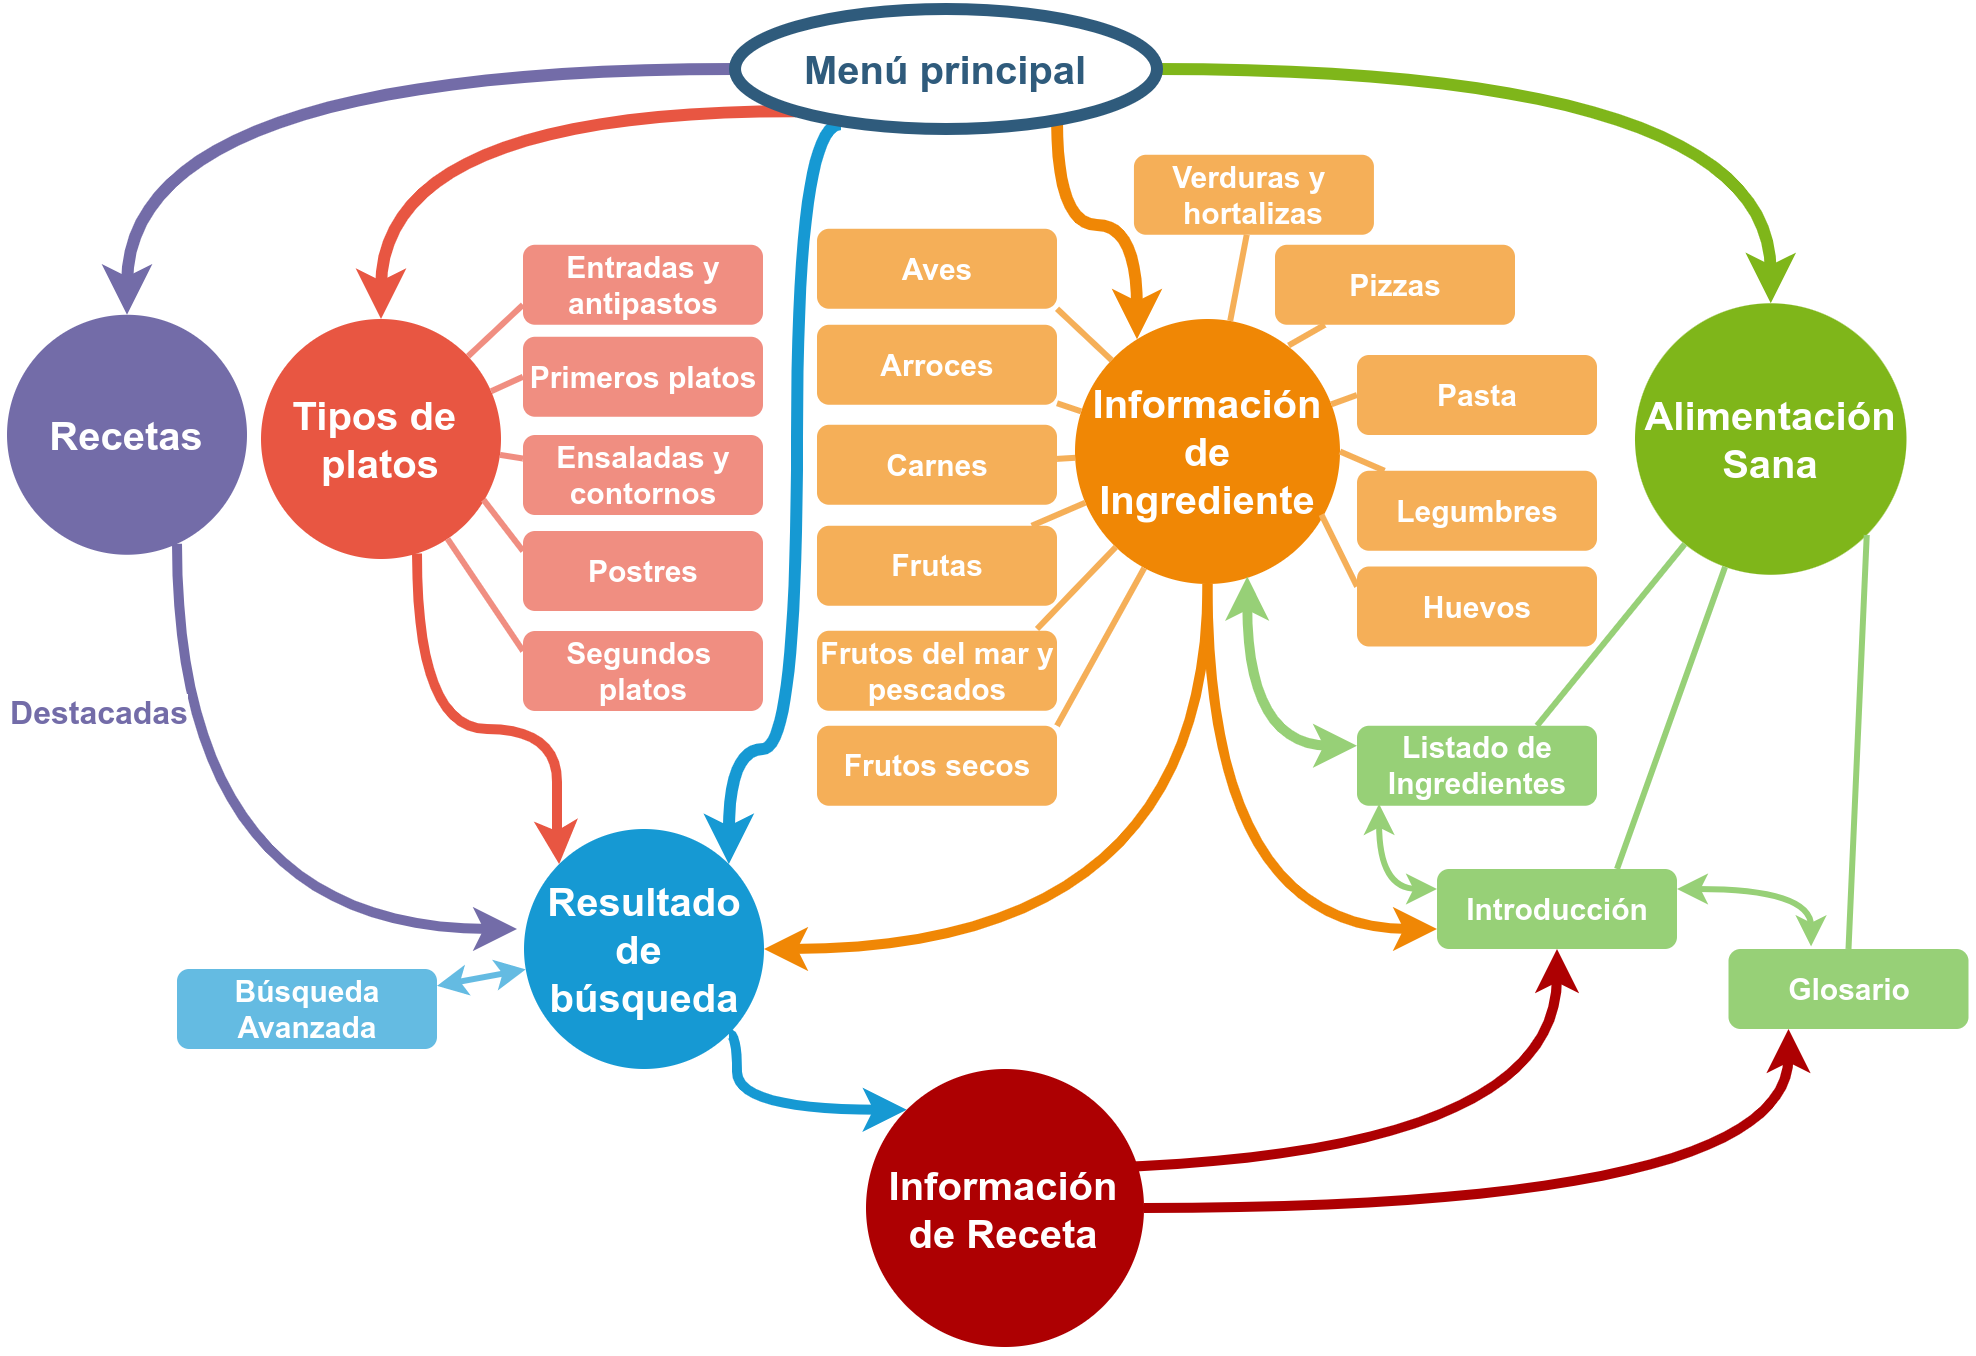 Menú principal
Recetas
Destacadas
Tipos de
platos
Entradas y
antipastos
Primeros platos
Ensaladas y
contornos
Postres
Segundos
platos
Aves
Arroces
Carnes
Frutas
Frutos del mar y
pescados
Frutos secos
Información
de
Ingrediente
Verduras y
hortalizas
Pizzas
Pasta
Legumbres
Huevos
Alimentación
Sana
Listado de
Ingredientes
Introducción
Glosario
Resultado
de
búsqueda
Búsqueda
Avanzada
Información
de Receta